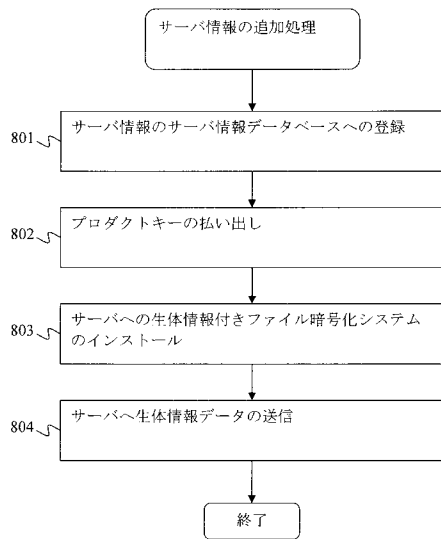 サーバ情報の追加処理
801
サーバ情報のサーバ情報データベースへの登録
802
プロダクトキーの払い出し
803
サーバへの生体情報付きファイル暗号化システム
のインストール
804
サーバへ生体情報データの送信
終了